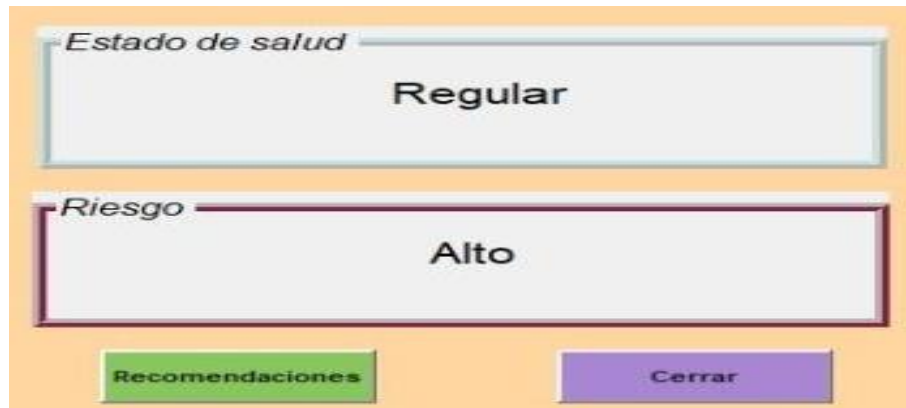 Estado de salud
Regular
Riesgo
Alto
Recomendaciones
Cerrar